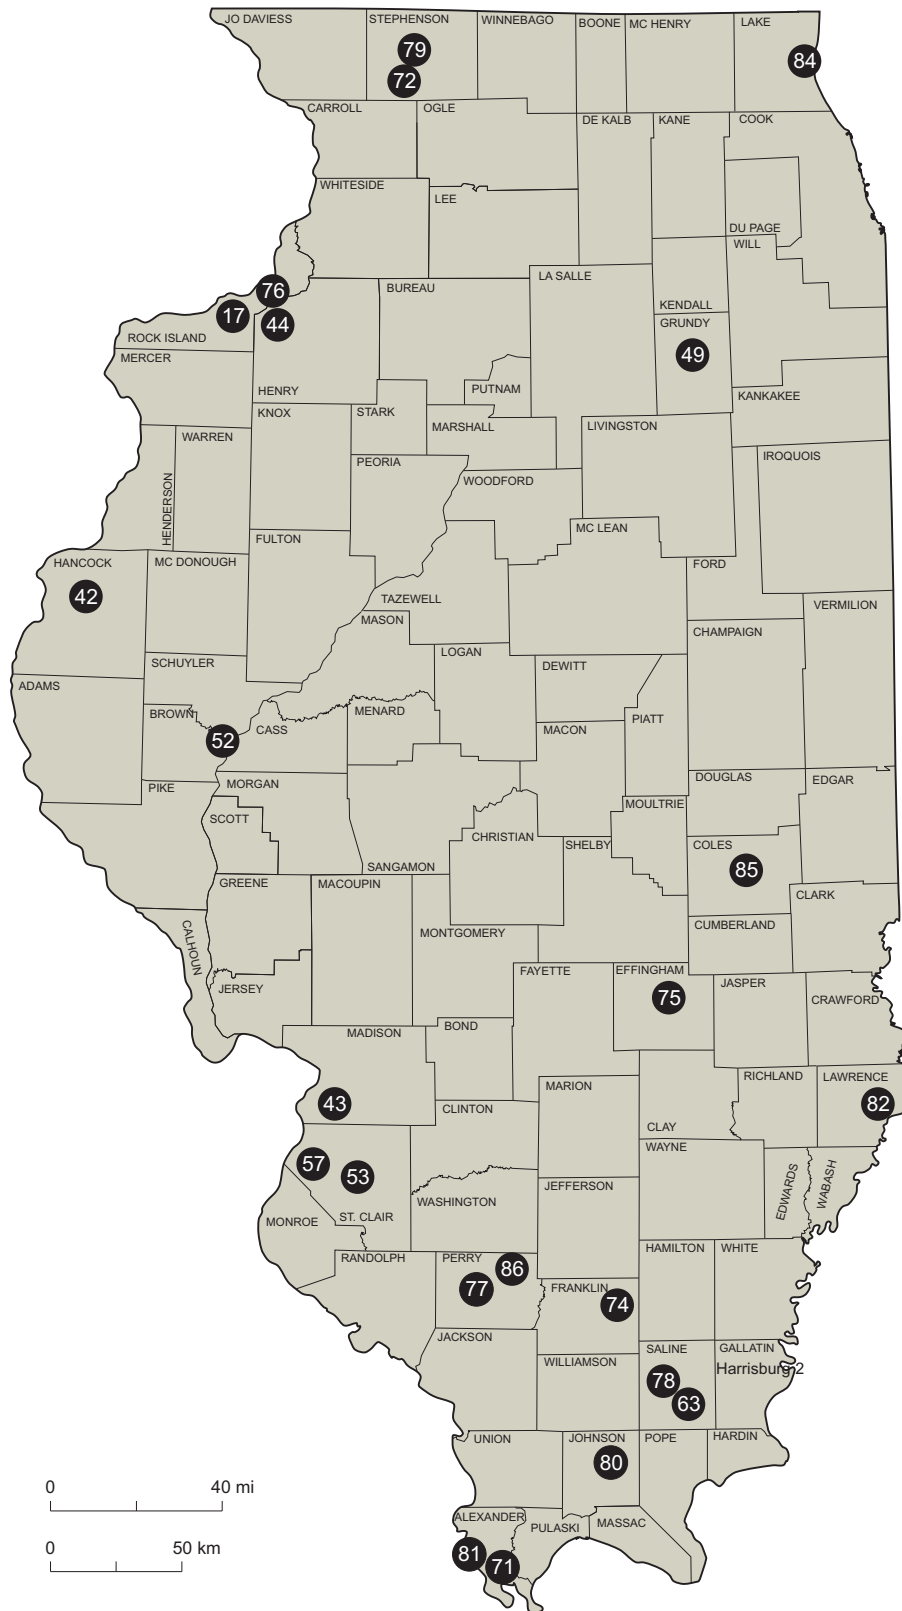 JO DAVIESS
STEPHENSON
WINNEBAGO
BOONE
MC HENRY
LAKE
79
84
72
CARROLL
OGLE
DE KALB
KANE
COOK
WHITESIDE
LEE
DU PAGE
WILL
76
BUREAU
LA SALLE
17
44
KENDALL
ROCK ISLAND
GRUNDY
MERCER
49
HENRY
PUTNAM
KANKAKEE
KNOX
STARK
MARSHALL
LIVINGSTON
WARREN
PEORIA
IROQUOIS
WOODFORD
HENDERSON
FULTON
MC LEAN
HANCOCK
MC DONOUGH
FORD
42
TAZEWELL
VERMILION
MASON
CHAMPAIGN
LOGAN
SCHUYLER
DEWITT
ADAMS
BROWN
MENARD
PIATT
CASS
MACON
52
DOUGLAS
EDGAR
PIKE
MORGAN
MOULTRIE
SCOTT
CHRISTIAN
SHELBY
COLES
SANGAMON
85
GREENE
MACOUPIN
CLARK
CUMBERLAND
CALHOUN
MONTGOMERY
FAYETTE
EFFINGHAM
JERSEY
JASPER
75
CRAWFORD
MADISON
BOND
RICHLAND
LAWRENCE
MARION
43
CLINTON
82
CLAY
WAYNE
57
53
EDWARDS
WABASH
JEFFERSON
WASHINGTON
MONROE
ST. CLAIR
RANDOLPH
PERRY
HAMILTON
WHITE
86
77
FRANKLIN
74
JACKSON
SALINE
GALLATIN
WILLIAMSON
Harrisburg 2
78
63
UNION
JOHNSON
POPE
HARDIN
80
0 40 mi
ALEXANDER
PULASKI
MASSAC
0 50 km
81
71